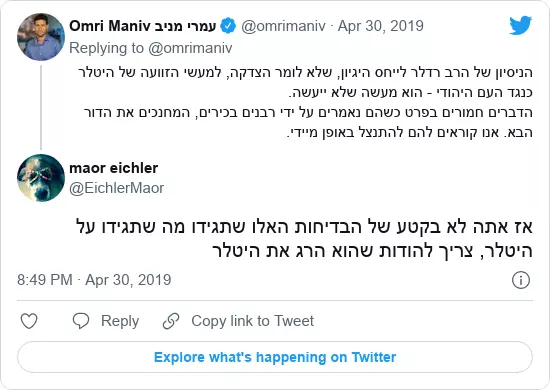 Omri Maniv עמרי מניב @omrimaniv · Apr 30, 2019
Replying to @omrimaniv
הניסיון של הרב רדלר לייחס היגיון, שלא לומר הצדקה, למעשי הזוועה של היטלר
כנגד העם היהודי - הוא מעשה שלא ייעשה.
הדברים חמורים בפרט כשהם נאמרים על ידי רבנים בכירים, המחנכים את הדור
הבא. אנו קוראים להם להתנצל באופן מיידי.
maor eichler
@EichlerMaor
אז אתה לא בקטע של הבדיחות האלו שתגידו מה שתגידו על
היטלר, צריך להודות שהוא הרג את היטלר
8:49 PM · Apr 30, 2019
Reply
Copy link to Tweet
Explore what's happening on Twitter